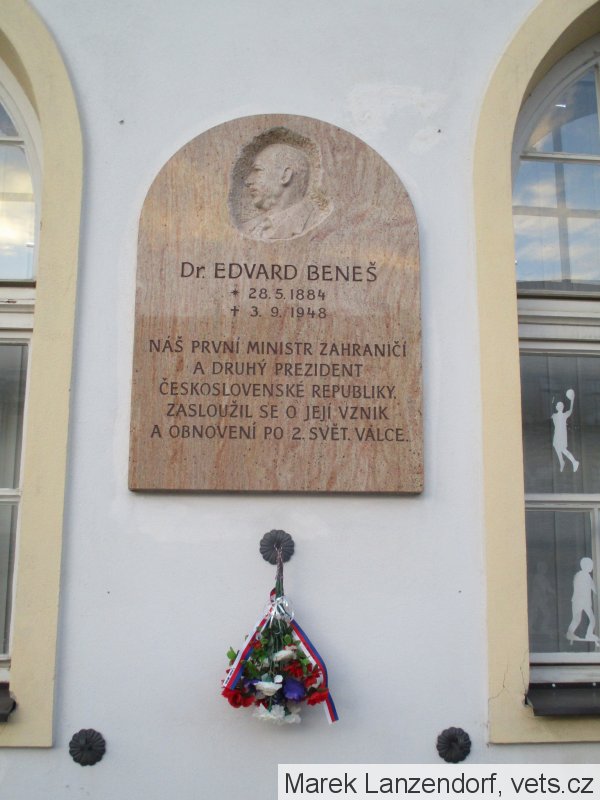 Dr. EDVARD BENEŠ
* 28.5.1884
† 3.9.1948
NÁŠ PRVNÍ MINISTR ZAHRANIČÍ
A DRUHÝ PREZIDENT
ČESKOSLOVENSKÉ REPUBLIKY.
ZASLOUŽIL SE O JEJÍ VZNIK
A OBNOVENÍ PO 2. SVĚT. VÁLCE.
Marek Lanzendorf, vets.cz